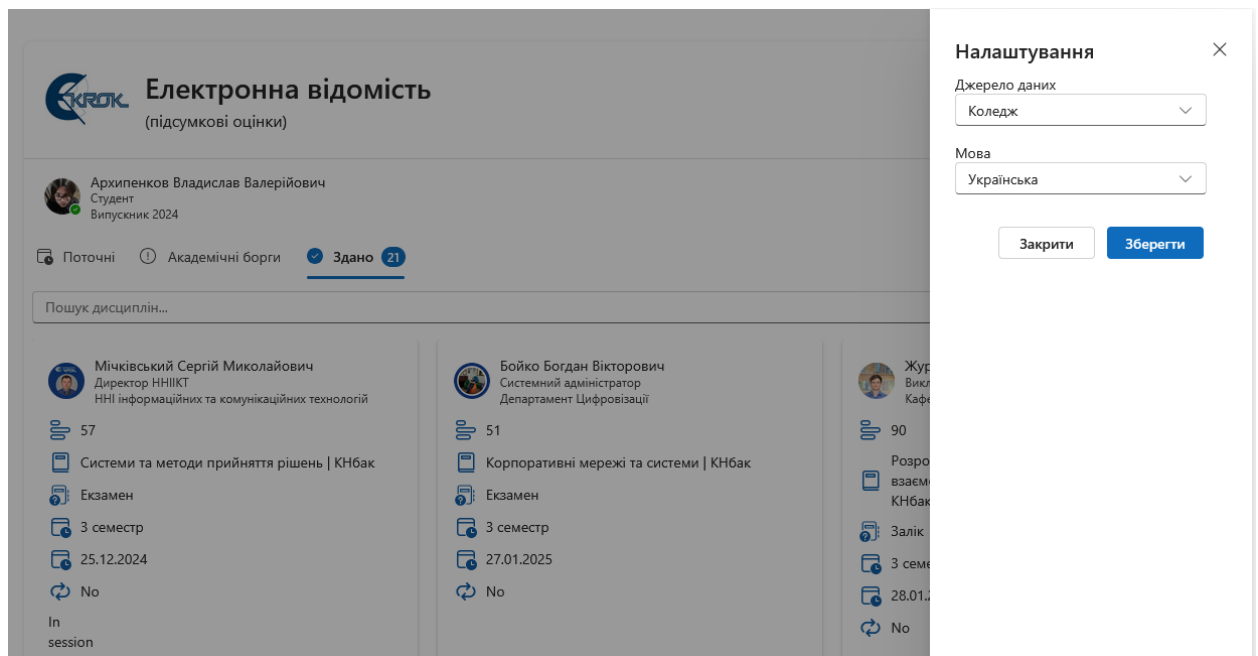 KROK
Електронна відомість
(підсумкові оцінки)
Архипенков Владислав Валерійович
Студент
Випускник 2024
Поточні
Академічні борги
Здано 21
Пошук дисциплін...
Мічківський Сергій Миколайович
Директор ННІІКТ
ННІ інформаційних та комунікаційних технологій
57
Системи та методи прийняття рішень | КНбак
Екзамен
3 семестр
25.12.2024
No
In
session
Бойко Богдан Вікторович
Системний адміністратор
Департамент Цифровізації
51
Корпоративні мережі та системи | КНбак
Екзамен
3 семестр
27.01.2025
No
90
Залік
No
Налаштування
Джерело даних
Коледж
Мова
Українська
Закрити
Зберегти